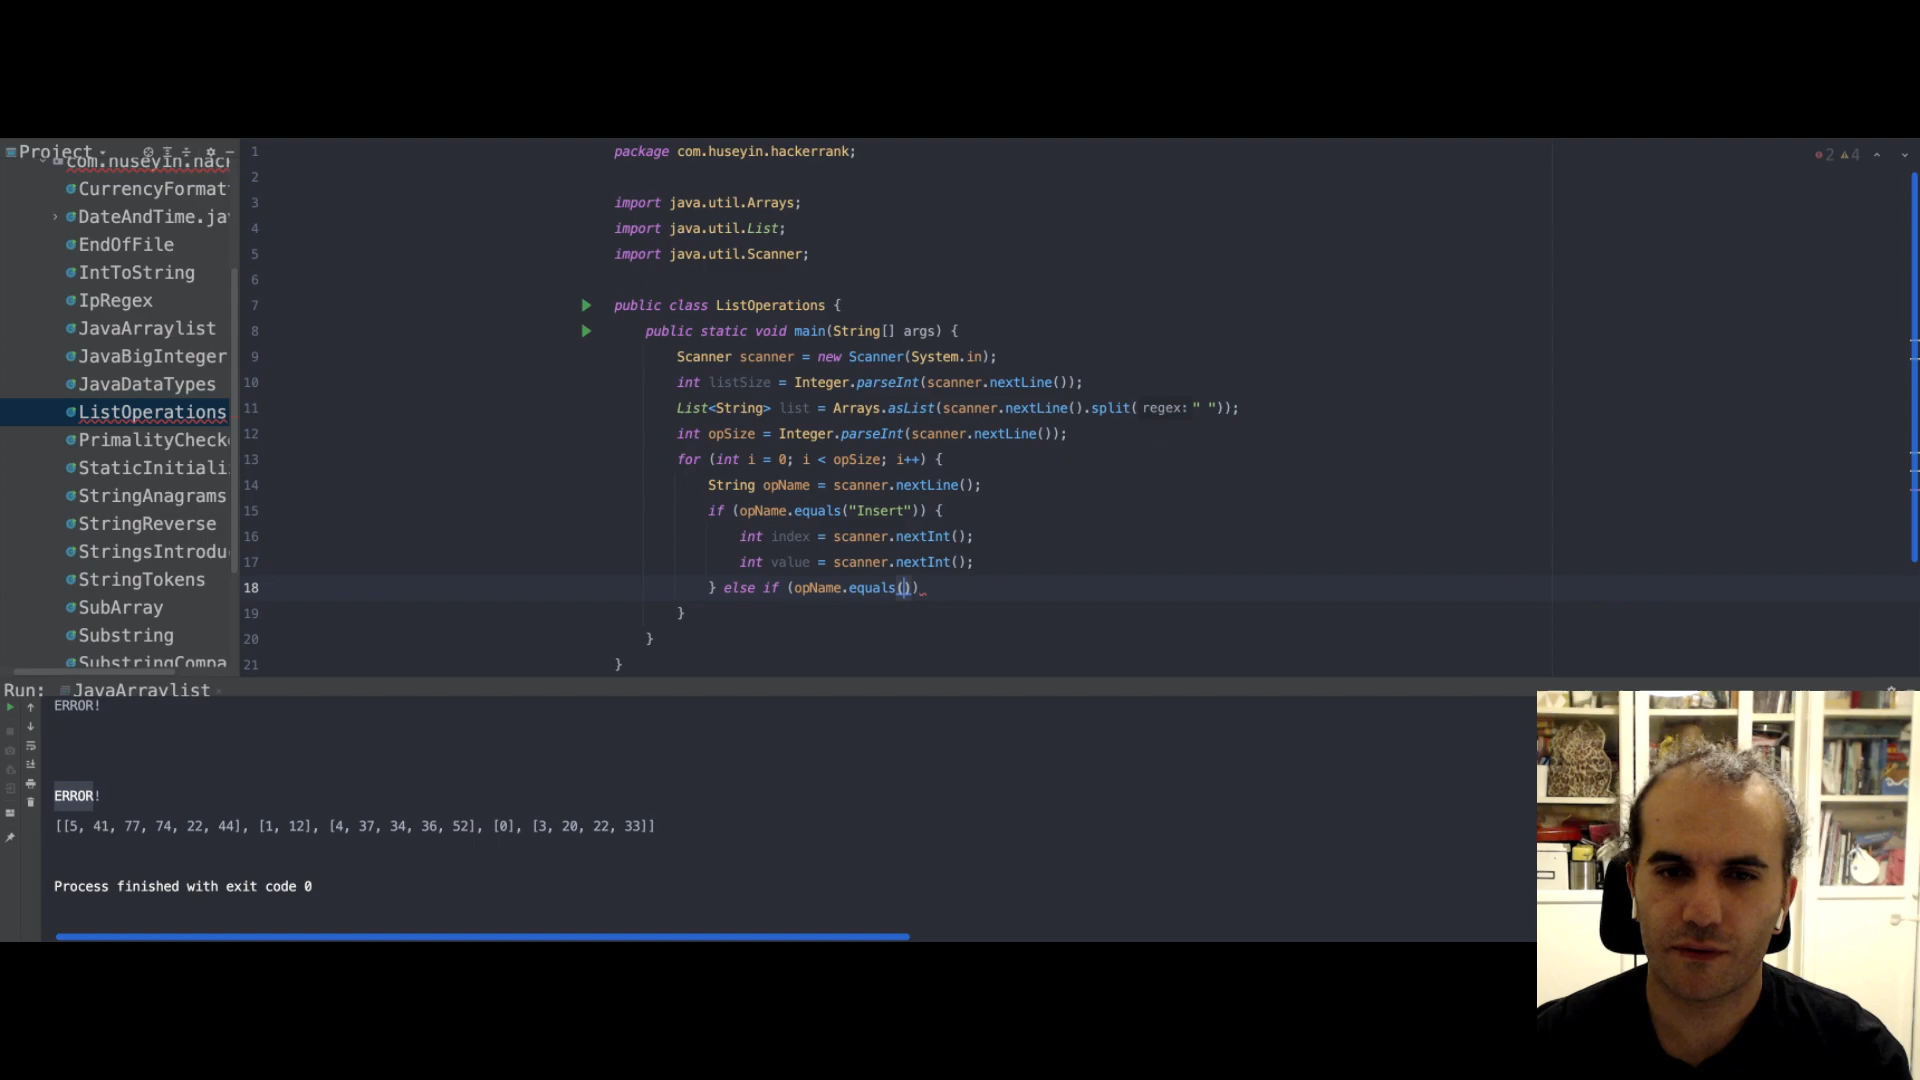 Project
com.huseyin.hack
CurrencyFormat
DateAndTime.ja
EndOfFile
IntToString
IpRegex
JavaArraylist
JavaBigInteger
JavaDataTypes
ListOperations
PrimalityCheck
StaticInitiali
StringAnagrams
StringReverse
StringsIntrodu
StringTokens
SubArray
Substring
SubstringCompa
1 package com.huseyin.hackerrank;
2
3 import java.util.Arrays;
4 import java.util.List;
5 import java.util.Scanner;
6
7 public class ListOperations {
8 public static void main(String[] args) {
9 Scanner scanner = new Scanner(System.in);
10 int listSize = Integer.parseInt(scanner.nextLine());
11 List<String> list = Arrays.asList(scanner.nextLine().split( regex: " "));
12 int opSize = Integer.parseInt(scanner.nextLine());
13 for (int i = 0; i < opSize; i++) {
14 String opName = scanner.nextLine();
15 if (opName.equals("Insert")) {
16 int index = scanner.nextInt();
17 int value = scanner.nextInt();
18 } else if (opName.equals())
19 }
20 }
21 }
2 4
Run: JavaArraylist
ERROR!
ERROR!
[[5, 41, 77, 74, 22, 44], [1, 12], [4, 37, 34, 36, 52], [0], [3, 20, 22, 33]]
Process finished with exit code 0